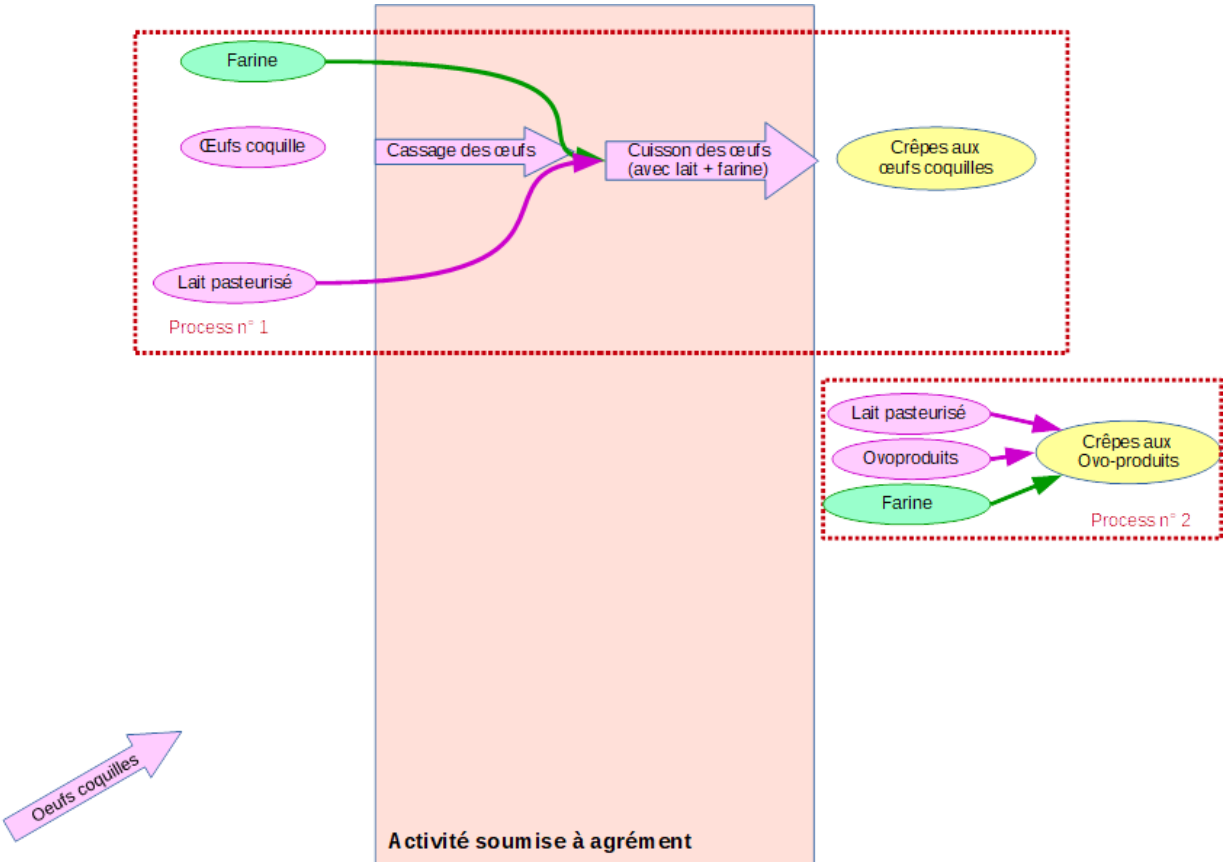 Farine
Œufs coquille
Cassage des œufs
Cuisson des œufs
(avec lait + farine)
Crêpes aux
œufs coquilles
Lait pasteurisé
Process n° 1
Lait pasteurisé
Ovoproduits
Farine
Crêpes aux
Ovo-produits
Process n° 2
Oeufs coquilles
Activité soumise à agrément